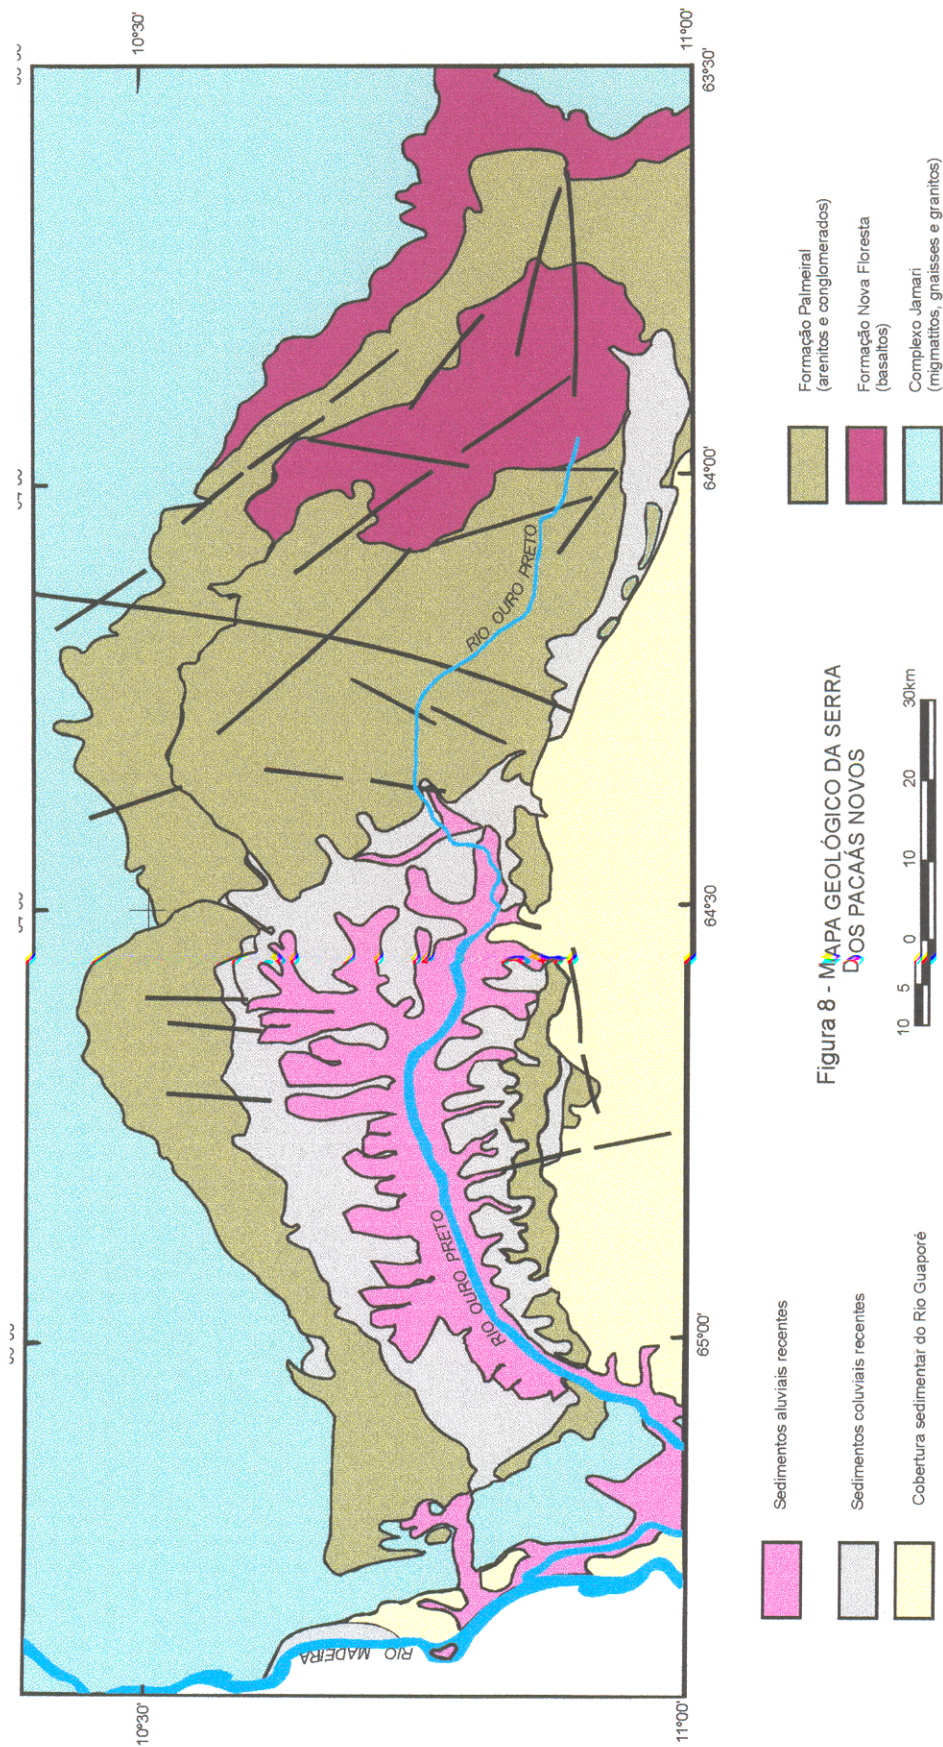 10°30'
11°00'
63°30'
64°00'
64°30'
65°00'
10°30'
11°00'
RIO OURO PRETO
RIO OURO PRETO
RIO MADEIRA
Figura 8 - MAPA GEOLÓGICO DA SERRA
DOS PACAÁS NOVOS
10 5 0 10 20 30km
Sedimentos aluviais recentes
Sedimentos coluviais recentes
Cobertura sedimentar do Rio Guaporé
Formação Palmeiral
(arenitos e conglomerados)
Formação Nova Floresta
(basaltos)
Complexo Jamari
(migmatitos, gnaisses e granitos)